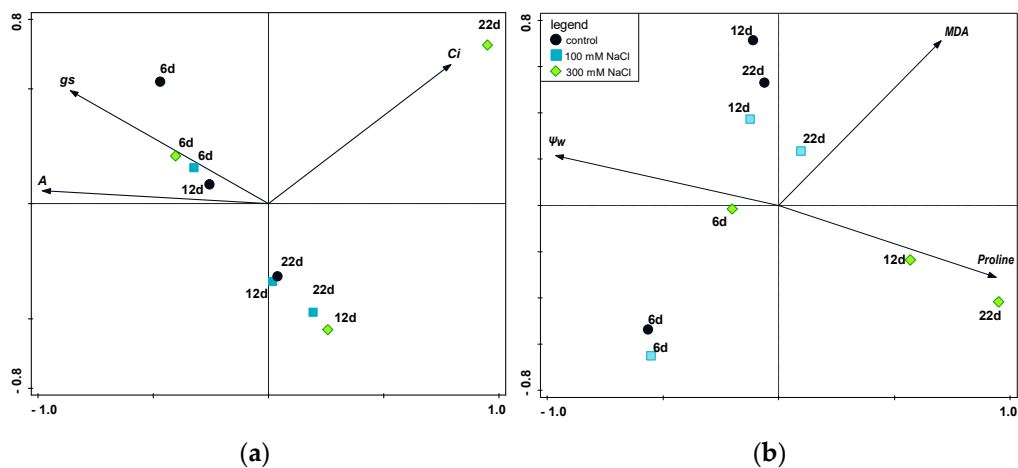 0.8
22d
Ci
6d
gs
6d
6d
12d
A
22d
12d
22d
12d
- 0.8
- 1.0
1.0
(a)
0.8
legend
control
100 mM NaCl
300 mM NaCl
12d
MDA
22d
12d
22d
Ψw
6d
12d
Proline
22d
6d
6d
- 0.8
- 1.0
1.0
(b)